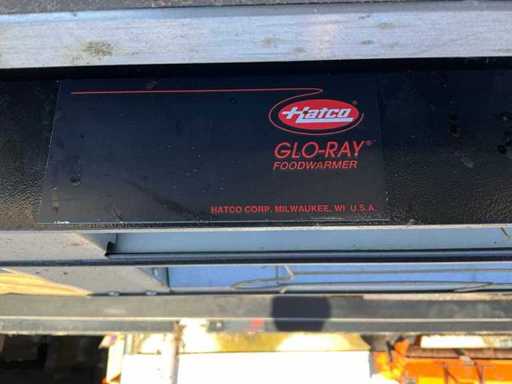 Hatco
GLO-RAY®
FOODWARMER
HATCO CORP. MILWAUKEE, WI U.S.A.